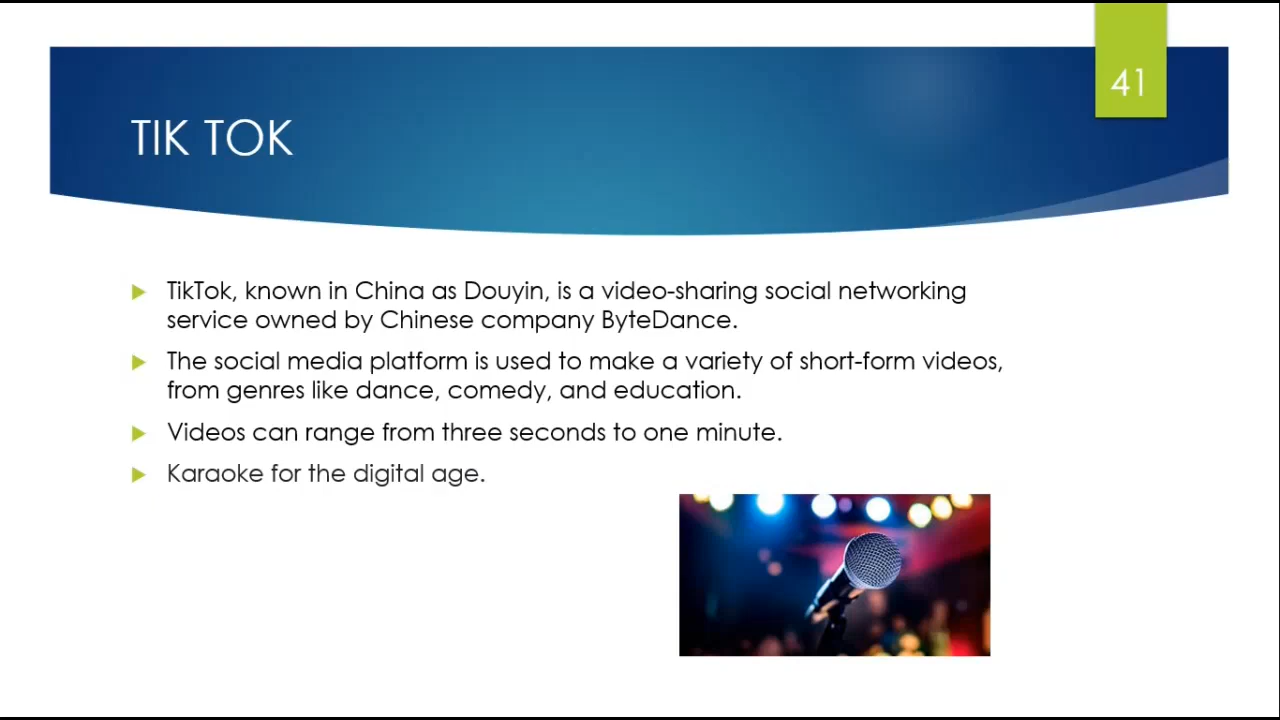 41
TIK TOK
TikTok, known in China as Douyin, is a video-sharing social networking
service owned by Chinese company ByteDance.
The social media platform is used to make a variety of short-form videos,
from genres like dance, comedy, and education.
Videos can range from three seconds to one minute.
Karaoke for the digital age.